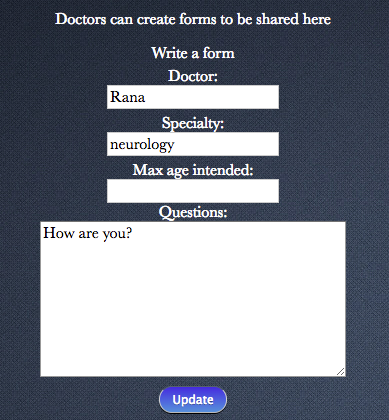 Doctors can create forms to be shared here
Write a form
Doctor:
Rana
Specialty:
neurology
Max age intended:
Questions:
How are you?
Update